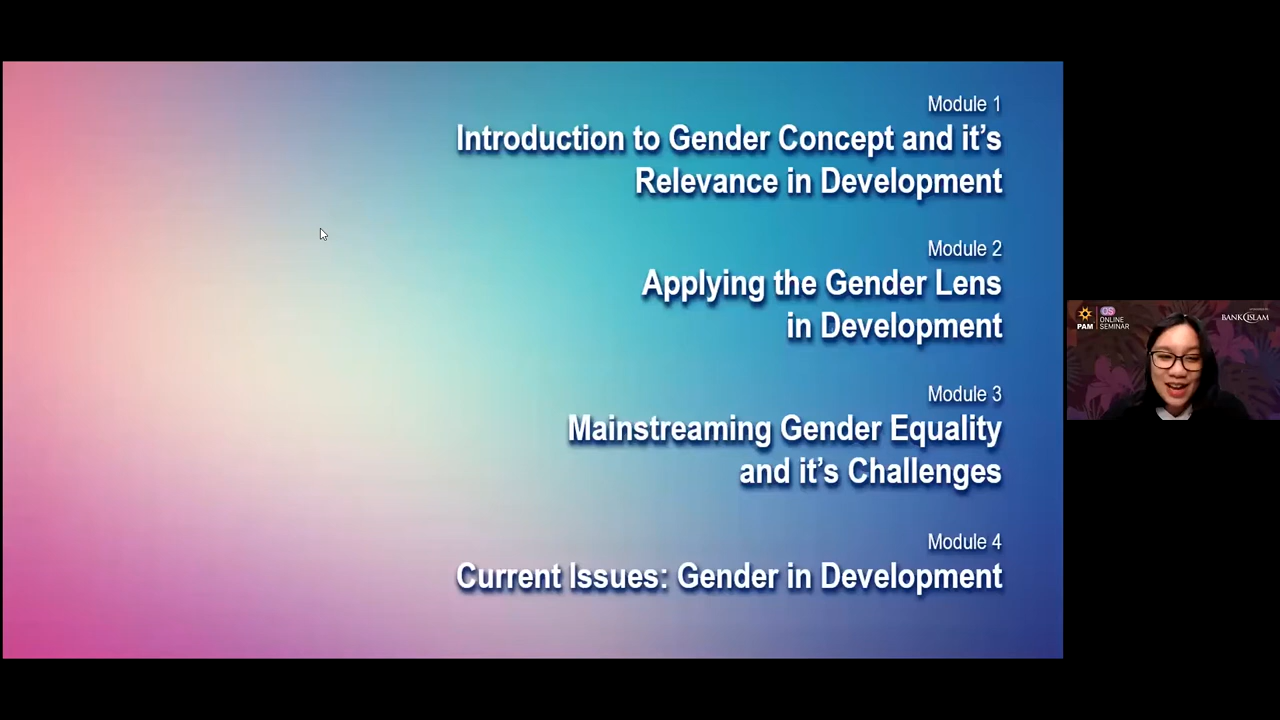 Module 1
Introduction to Gender Concept and it’s
Relevance in Development
Module 2
Applying the Gender Lens
in Development
Module 3
Mainstreaming Gender Equality
and it’s Challenges
Module 4
Current Issues: Gender in Development
PAM
OS
ONLINE
SEMINAR
BANK ISLAM